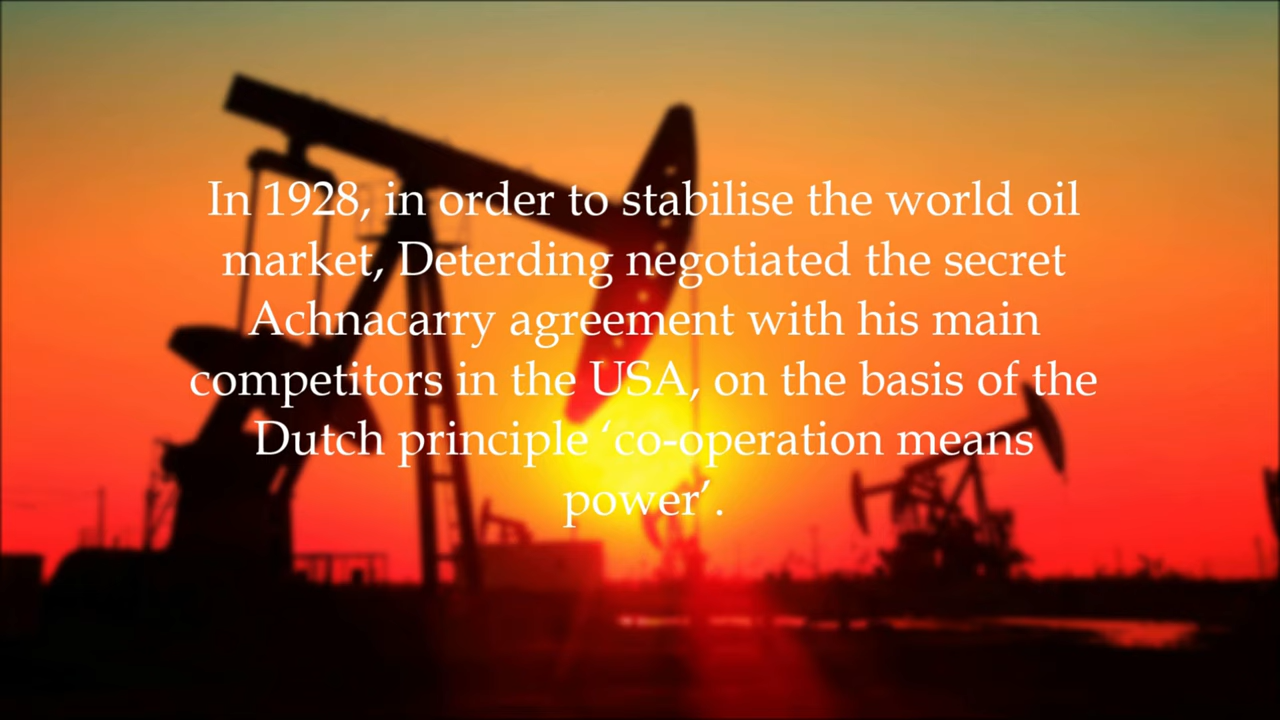 In 1928, in order to stabilise the world oil
market, Deterding negotiated the secret
Achnacarry agreement with his main
competitors in the USA, on the basis of the
Dutch principle ‘co-operation means
power’.